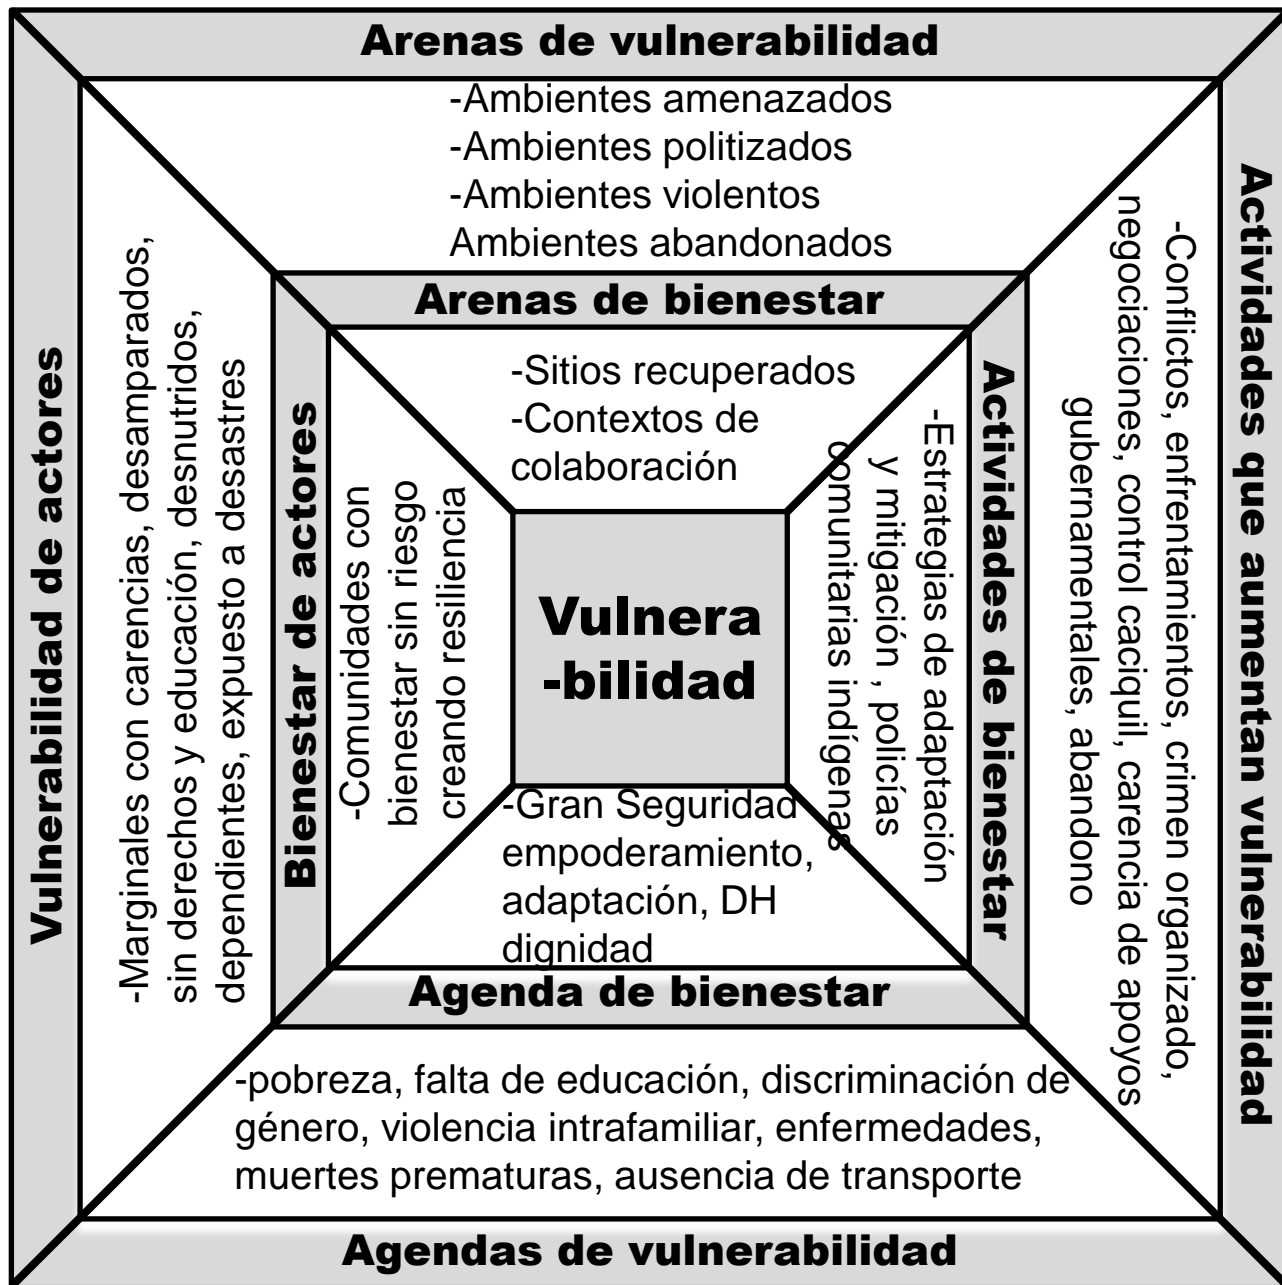 Arenas de vulnerabilidad
-Ambientes amenazados
-Ambientes politizados
-Ambientes violentos
Ambientes abandonados
Arenas de bienestar
-Sitios recuperados
-Contextos de
colaboración
Vulnerabilidad de actores
-Marginales con carencias, desamparados,
sin derechos y educación, desnutridos,
dependientes, expuesto a desastres
Bienestar de actores
-Comunidades con
bienestar sin riesgo
creando resiliencia
Vulnera
-bilidad
-Estrategias de adaptación
y mitigación , policías
comunitarias indígenas
Actividades de bienestar
-Conflictos, enfrentamientos, crimen organizado,
negociaciones, control caciquil, carencia de apoyos
gubernamentales, abandono
Actividades que aumentan vulnerabilidad
-Gran Seguridad
empoderamiento,
adaptación, DH
dignidad
Agenda de bienestar
-pobreza, falta de educación, discriminación de
género, violencia intrafamiliar, enfermedades,
muertes prematuras, ausencia de transporte
Agendas de vulnerabilidad